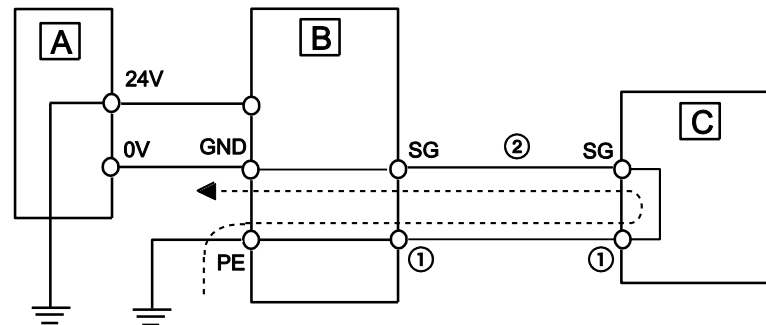 A
B
C
24V
0V
GND
SG
②
SG
PE
①
①